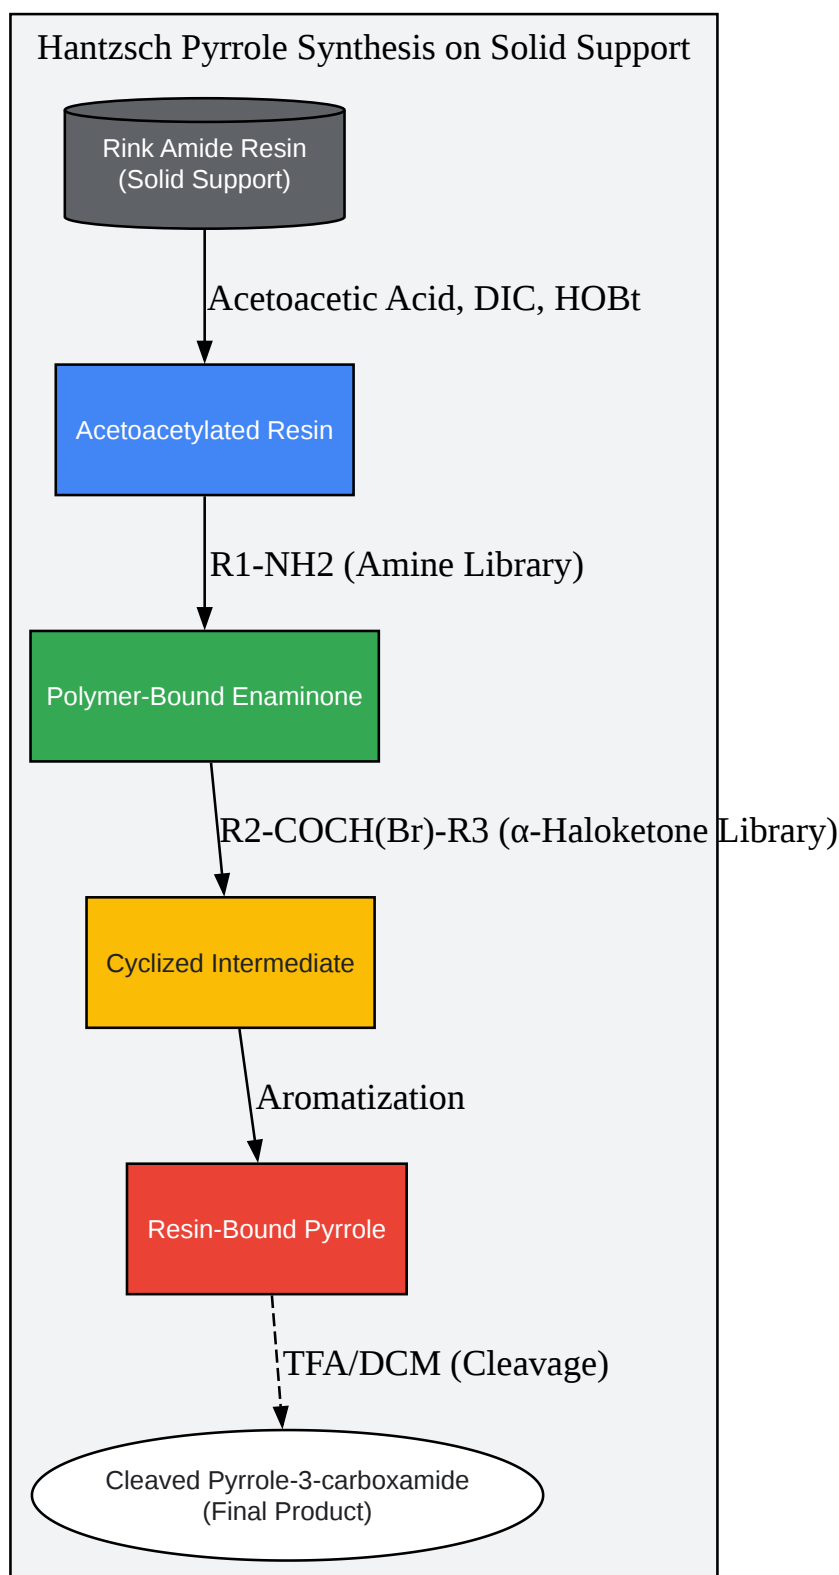 Hantzsch Pyrrole Synthesis on Solid Support
Rink Amide Resin
(Solid Support)
Acetoacetic Acid, DIC, HOBt
Acetoacetylated Resin
R1-NH2 (Amine Library)
Polymer-Bound Enaminone
R2-COCH(Br)-R3 (α-Haloketone Library)
Cyclized Intermediate
Aromatization
Resin-Bound Pyrrole
TFA/DCM (Cleavage)
Cleaved Pyrrole-3-carboxamide
(Final Product)